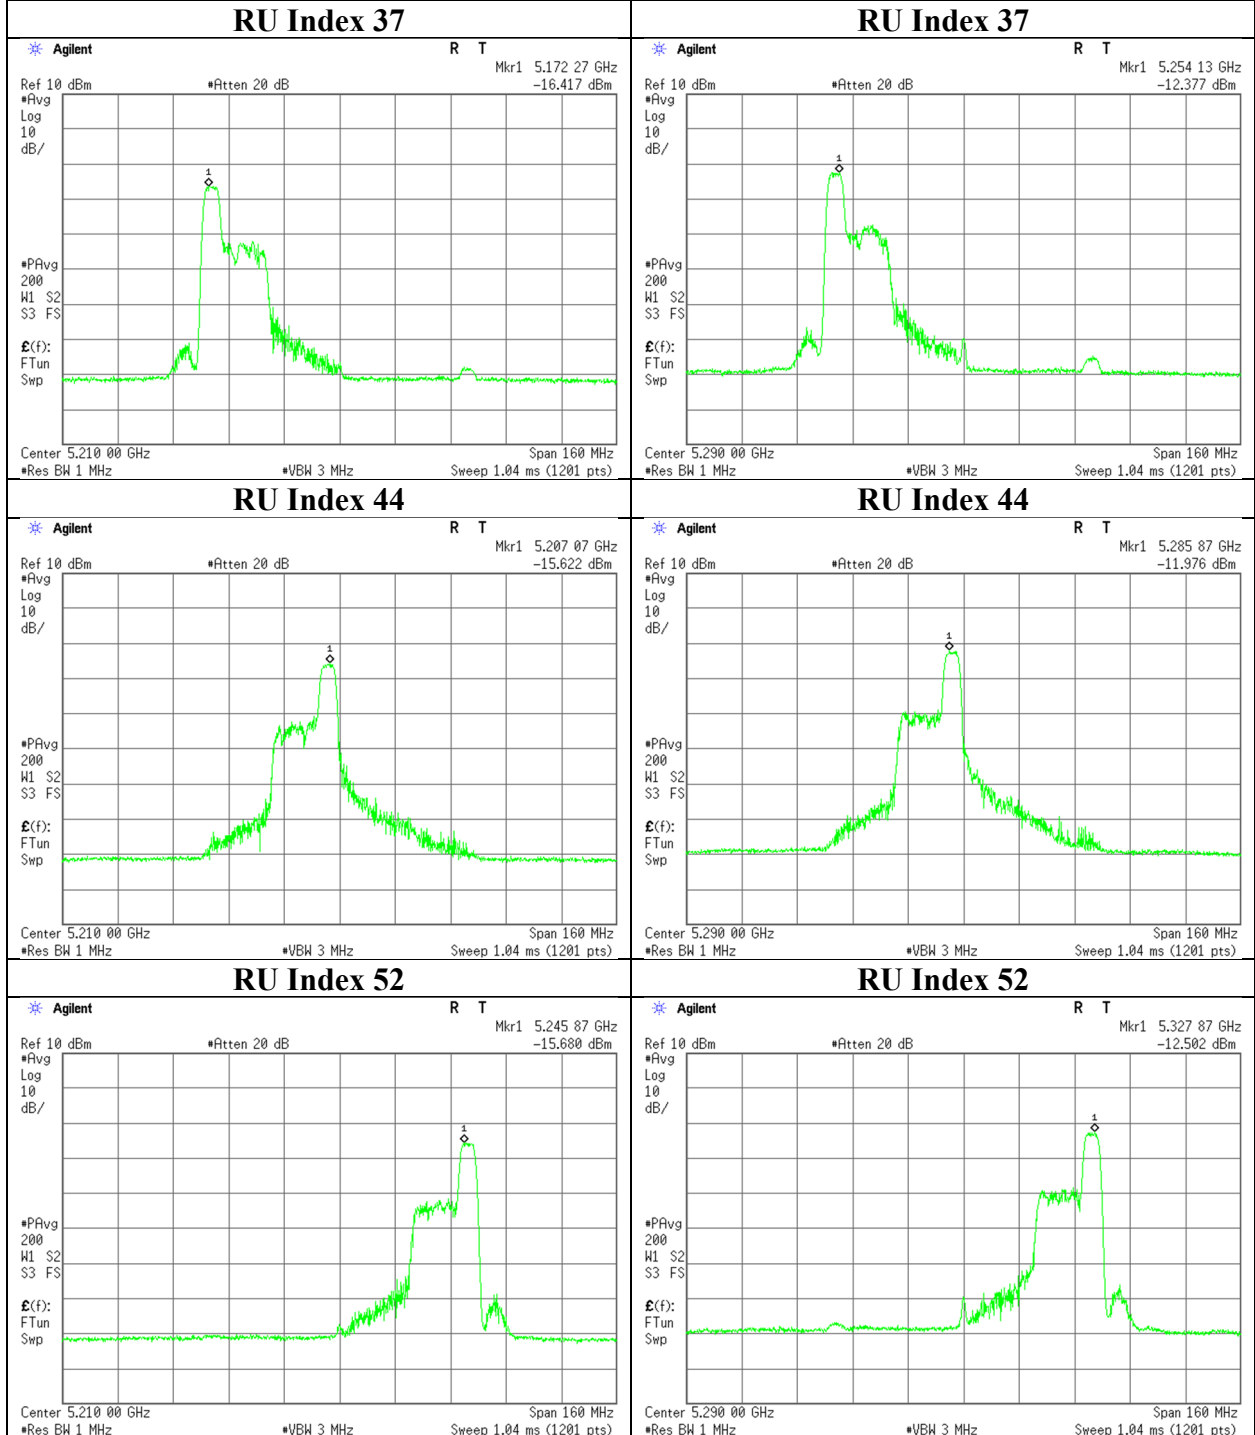 RU Index 37
Agilent R T
Mkr1 5.172 27 GHz
Ref 10 dBm #Atten 20 dB -16.417 dBm
#Avg
Log
10
dB/
1
#PAvg
200
W1 S2
S3 FS
£(f):
FTun
Swp
Center 5.210 00 GHz Span 160 MHz
#Res BW 1 MHz #VBW 3 MHz Sweep 1.04 ms (1201 pts)
RU Index 37
Agilent R T
Mkr1 5.254 13 GHz
Ref 10 dBm #Atten 20 dB -12.377 dBm
#Avg
Log
10
dB/
1
#PAvg
200
W1 S2
S3 FS
£(f):
FTun
Swp
Center 5.290 00 GHz Span 160 MHz
#Res BW 1 MHz #VBW 3 MHz Sweep 1.04 ms (1201 pts)
RU Index 44
Agilent R T
Mkr1 5.207 07 GHz
Ref 10 dBm #Atten 20 dB -15.622 dBm
#Avg
Log
10
dB/
1
#PAvg
200
W1 S2
S3 FS
£(f):
FTun
Swp
Center 5.210 00 GHz Span 160 MHz
#Res BW 1 MHz #VBW 3 MHz Sweep 1.04 ms (1201 pts)
RU Index 44
Agilent R T
Mkr1 5.285 87 GHz
Ref 10 dBm #Atten 20 dB -11.976 dBm
#Avg
Log
10
dB/
1
#PAvg
200
W1 S2
S3 FS
£(f):
FTun
Swp
Center 5.290 00 GHz Span 160 MHz
#Res BW 1 MHz #VBW 3 MHz Sweep 1.04 ms (1201 pts)
RU Index 52
Agilent R T
Mkr1 5.245 87 GHz
Ref 10 dBm #Atten 20 dB -15.680 dBm
#Avg
Log
10
dB/
1
#PAvg
200
W1 S2
S3 FS
£(f):
FTun
Swp
Center 5.210 00 GHz Span 160 MHz
#Res BW 1 MHz #VBW 3 MHz Sweep 1.04 ms (1201 pts)
RU Index 52
Agilent R T
Mkr1 5.327 87 GHz
Ref 10 dBm #Atten 20 dB -12.502 dBm
#Avg
Log
10
dB/
1
#PAvg
200
W1 S2
S3 FS
£(f):
FTun
Swp
Center 5.290 00 GHz Span 160 MHz
#Res BW 1 MHz #VBW 3 MHz Sweep 1.04 ms (1201 pts)